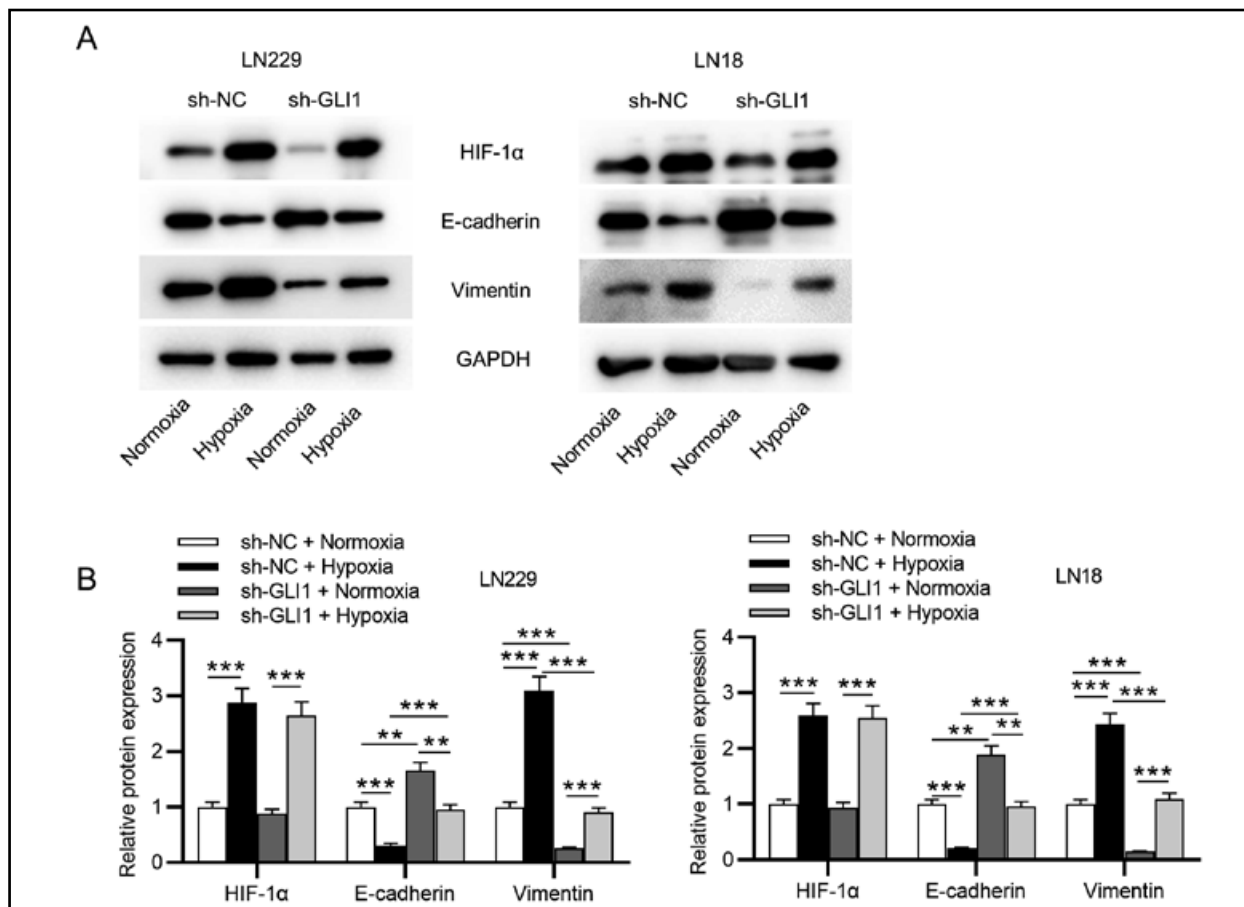 A
LN229
LN18
sh-NC sh-GLI1
sh-NC sh-GLI1
HIF-1α
E-cadherin
Vimentin
GAPDH
Normoxia Hypoxia Normoxia Hypoxia
Normoxia Hypoxia Normoxia Hypoxia
B
sh-NC + Normoxia
sh-NC + Hypoxia
sh-GLI1 + Normoxia
sh-GLI1 + Hypoxia
LN229
Relative protein expression
4
3
2
1
0
*** ***
*** ** *** **
*** *** *** ***
HIF-1α E-cadherin Vimentin
sh-NC + Normoxia
sh-NC + Hypoxia
sh-GLI1 + Normoxia
sh-GLI1 + Hypoxia
LN18
Relative protein expression
4
3
2
1
0
*** ***
*** ** *** **
*** *** *** ***
HIF-1α E-cadherin Vimentin